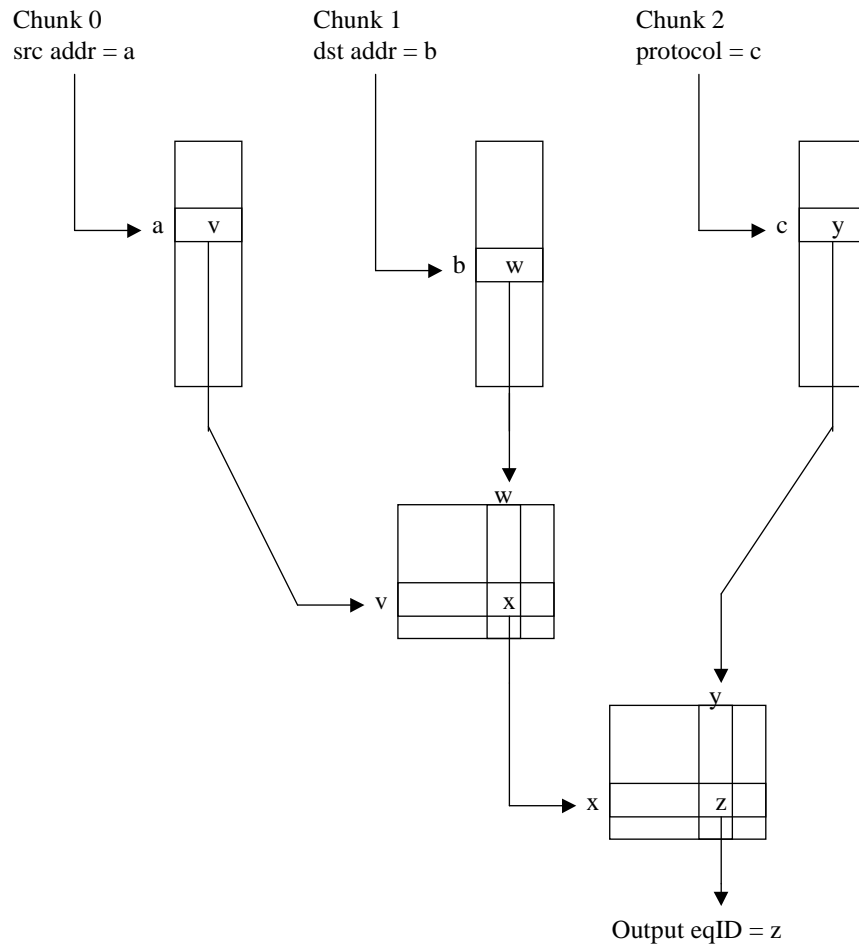 Chunk 0
src addr = a
Chunk 1
dst addr = b
Chunk 2
protocol = c
a
v
b
w
c
y
w
v
x
y
x
z
Output eqID = z